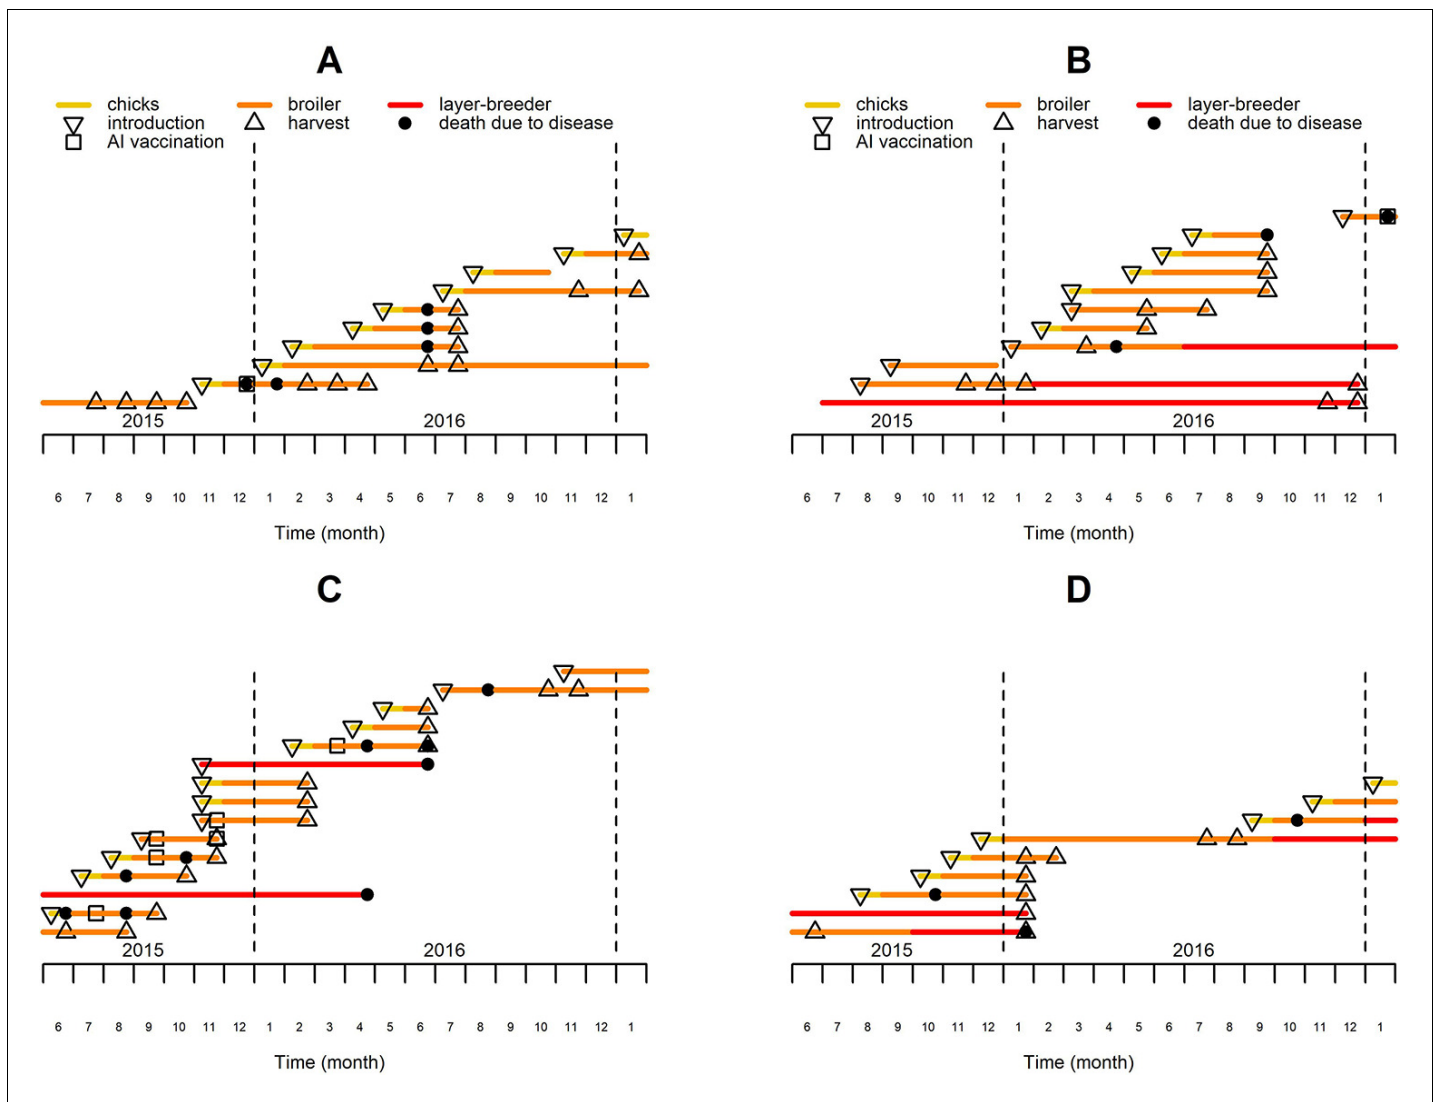 A
chicks broiler layer-breeder
introduction harvest death due to disease
AI vaccination
2015 2016
6 7 8 9 10 11 12 1 2 3 4 5 6 7 8 9 10 11 12 1
Time (month)
B
chicks broiler layer-breeder
introduction harvest death due to disease
AI vaccination
2015 2016
6 7 8 9 10 11 12 1 2 3 4 5 6 7 8 9 10 11 12 1
Time (month)
C
2015 2016
6 7 8 9 10 11 12 1 2 3 4 5 6 7 8 9 10 11 12 1
Time (month)
D
2015 2016
6 7 8 9 10 11 12 1 2 3 4 5 6 7 8 9 10 11 12 1
Time (month)